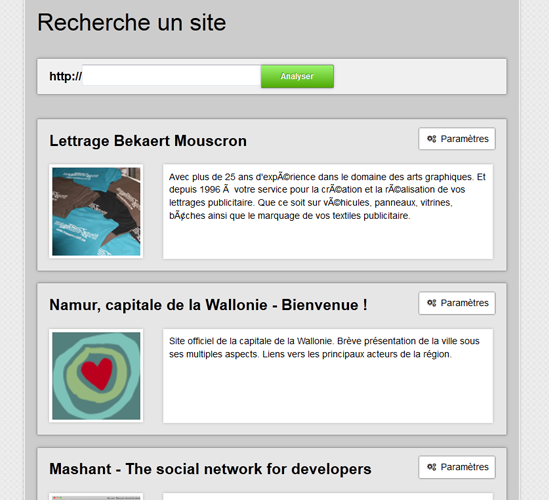 Recherche un site
http:// Analyser
Lettrage Bekaert Mouscron
Paramètres
Avec plus de 25 ans d'expÃ©rience dans le domaine des arts graphiques. Et
depuis 1996 Ã  votre service pour la crÃ©ation et la rÃ©alisation de vos
lettrages publicitaire. Que ce soit sur vÃ©hicules, panneaux, vitrines,
bÃ¢ches ainsi que le marquage de vos textiles publicitaire.
Namur, capitale de la Wallonie - Bienvenue !
Paramètres
Site officiel de la capitale de la Wallonie. Brève présentation de la ville sous
ses multiples aspects. Liens vers les principaux acteurs de la région.
Mashant - The social network for developers
Paramètres